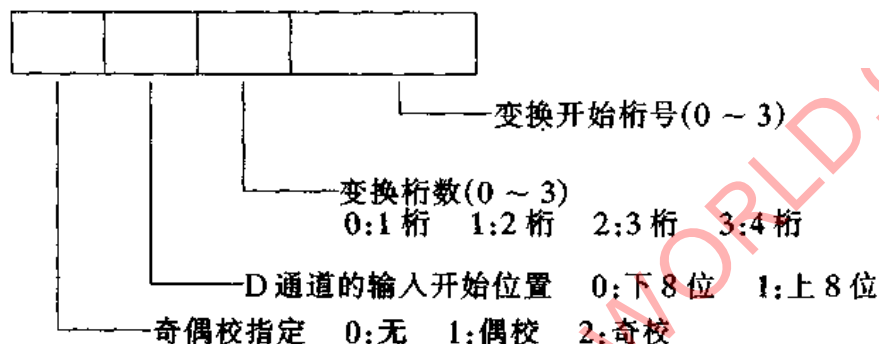 变换开始桁号(0 ~ 3)
变换桁数(0 ~ 3)
0:1 桁 1:2 桁 2:3 桁 3:4 桁
D 通道的输入开始位置 0:下 8 位 1:上 8 位
奇偶校指定 0:无 1:偶校 2:奇校
WORLD